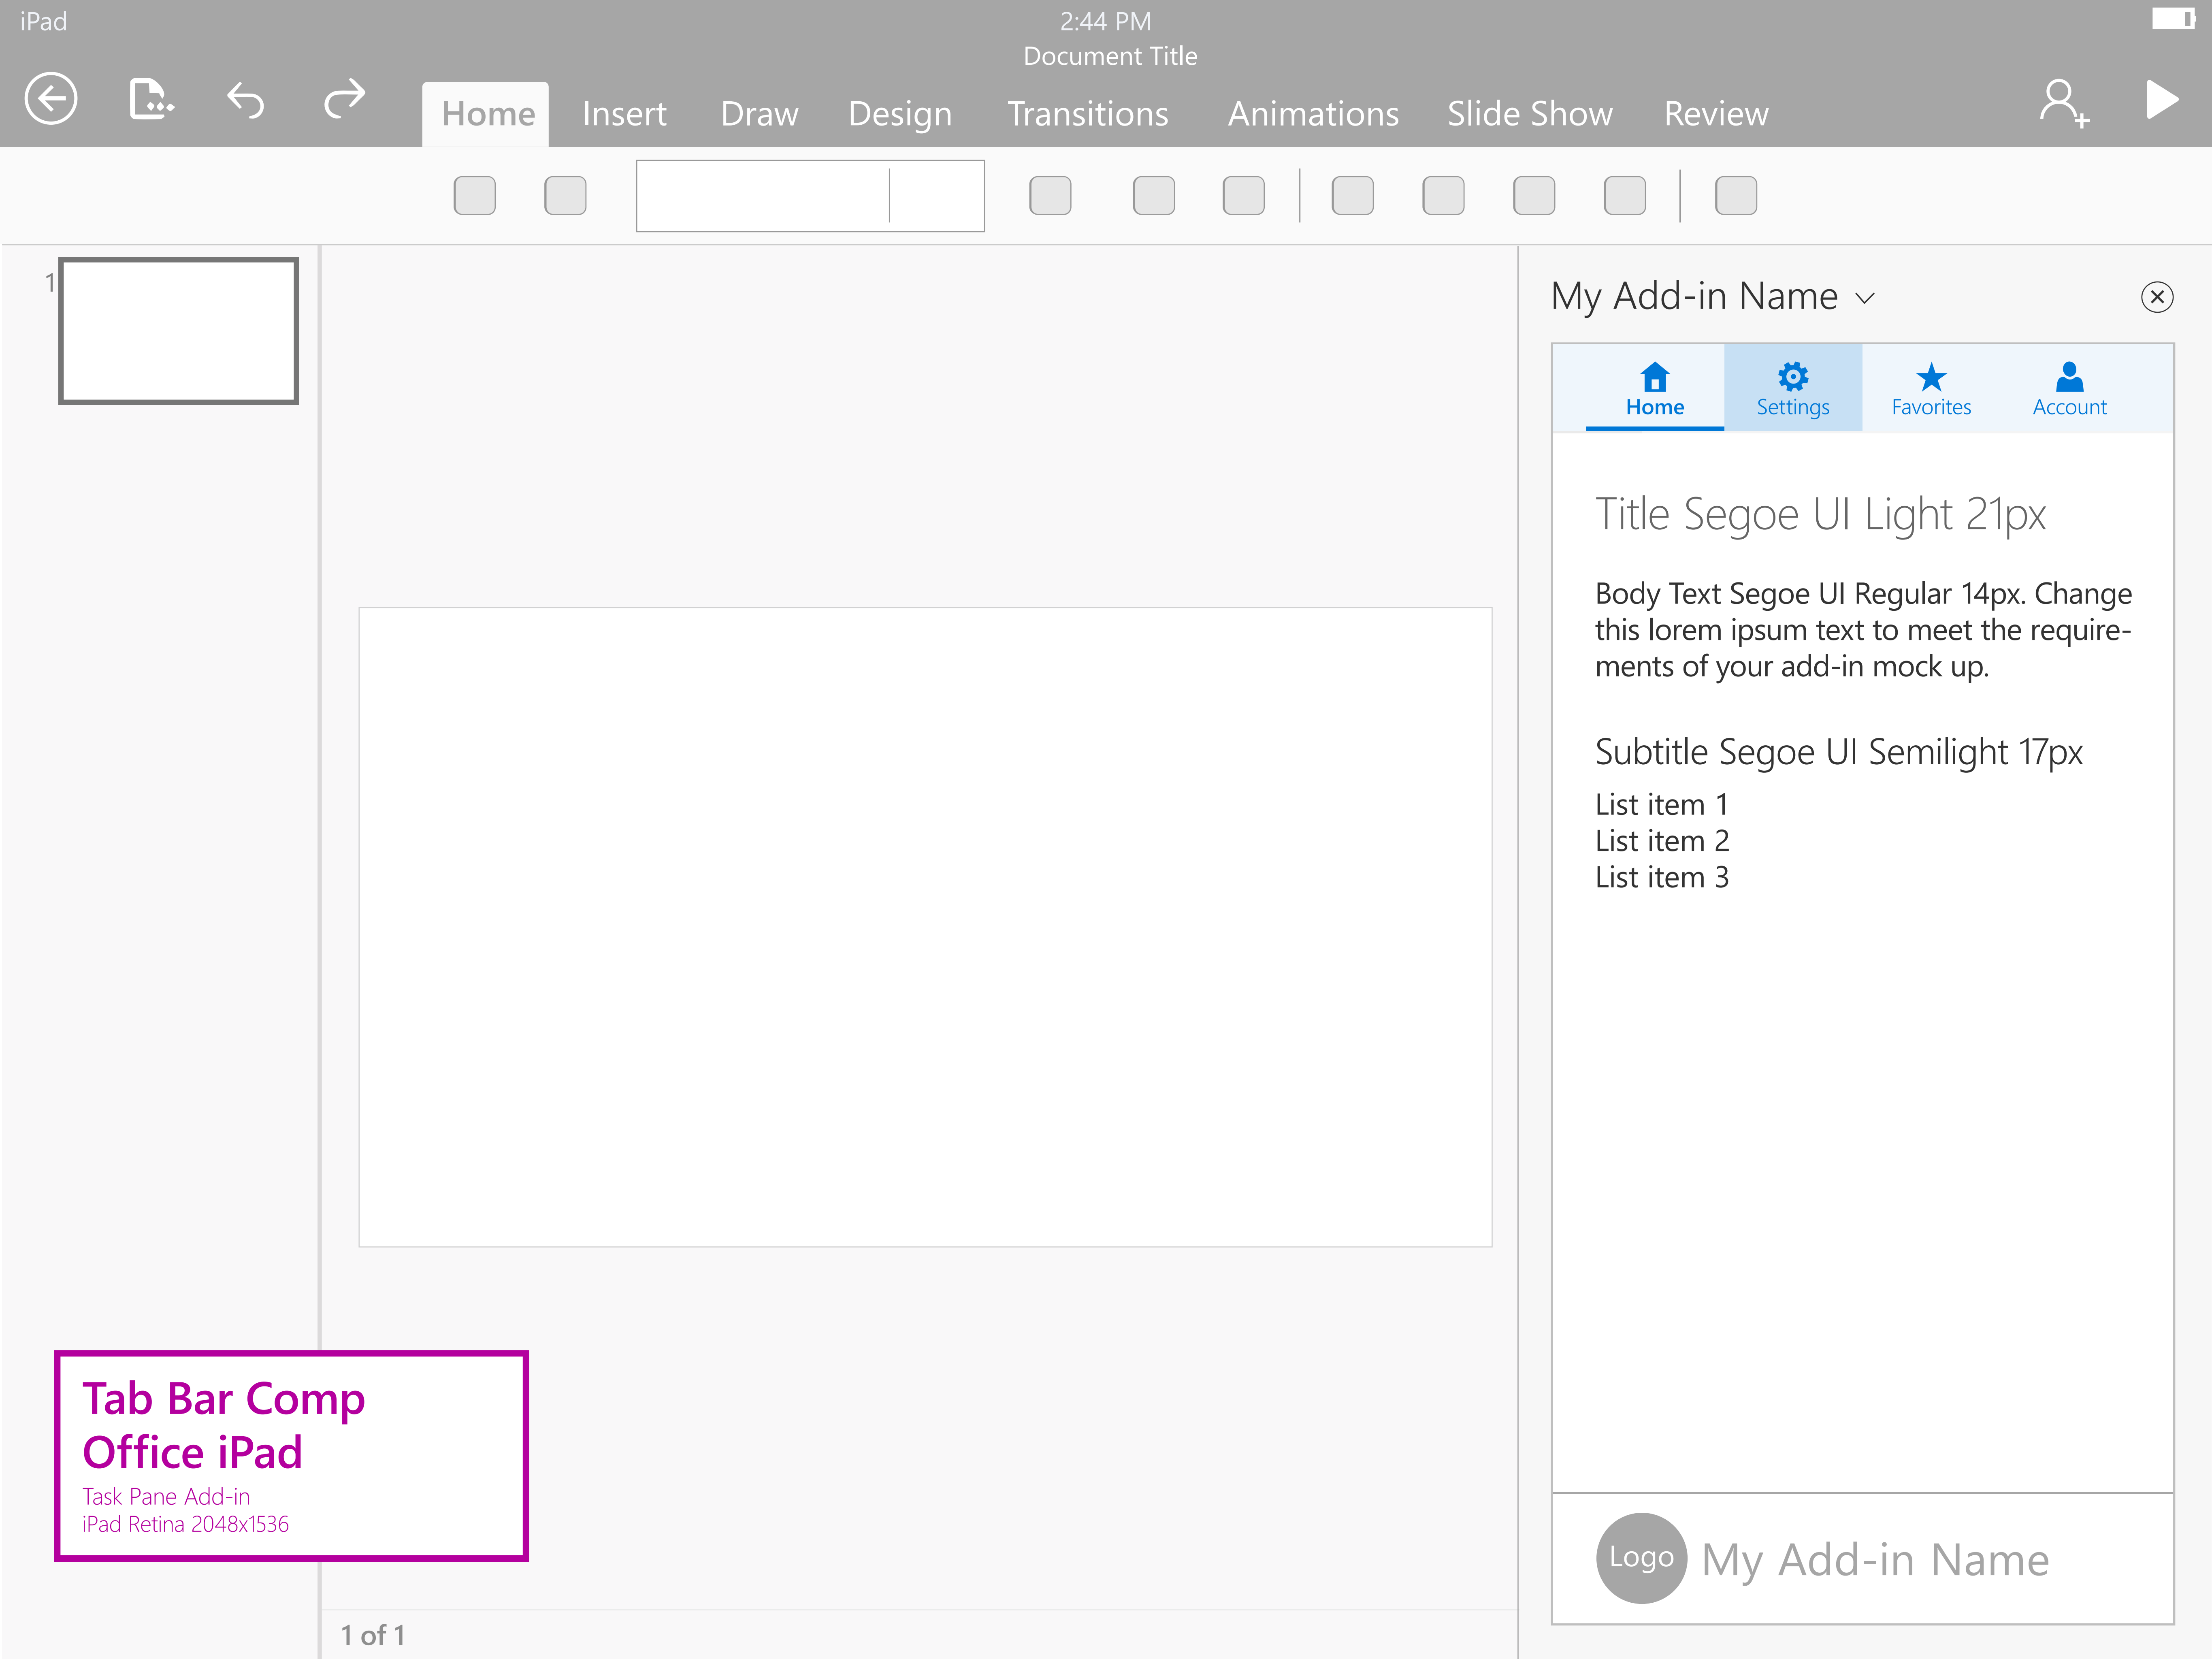 iPad
2:44 PM
Document Title
Home Insert Draw Design Transitions Animations Slide Show Review
1
My Add-in Name
Home Settings Favorites Account
Title Segoe UI Light 21px
Body Text Segoe UI Regular 14px. Change
this lorem ipsum text to meet the require-
ments of your add-in mock up.
Subtitle Segoe UI Semilight 17px
List item 1
List item 2
List item 3
Tab Bar Comp
Office iPad
Task Pane Add-in
iPad Retina 2048x1536
Logo My Add-in Name
1 of 1